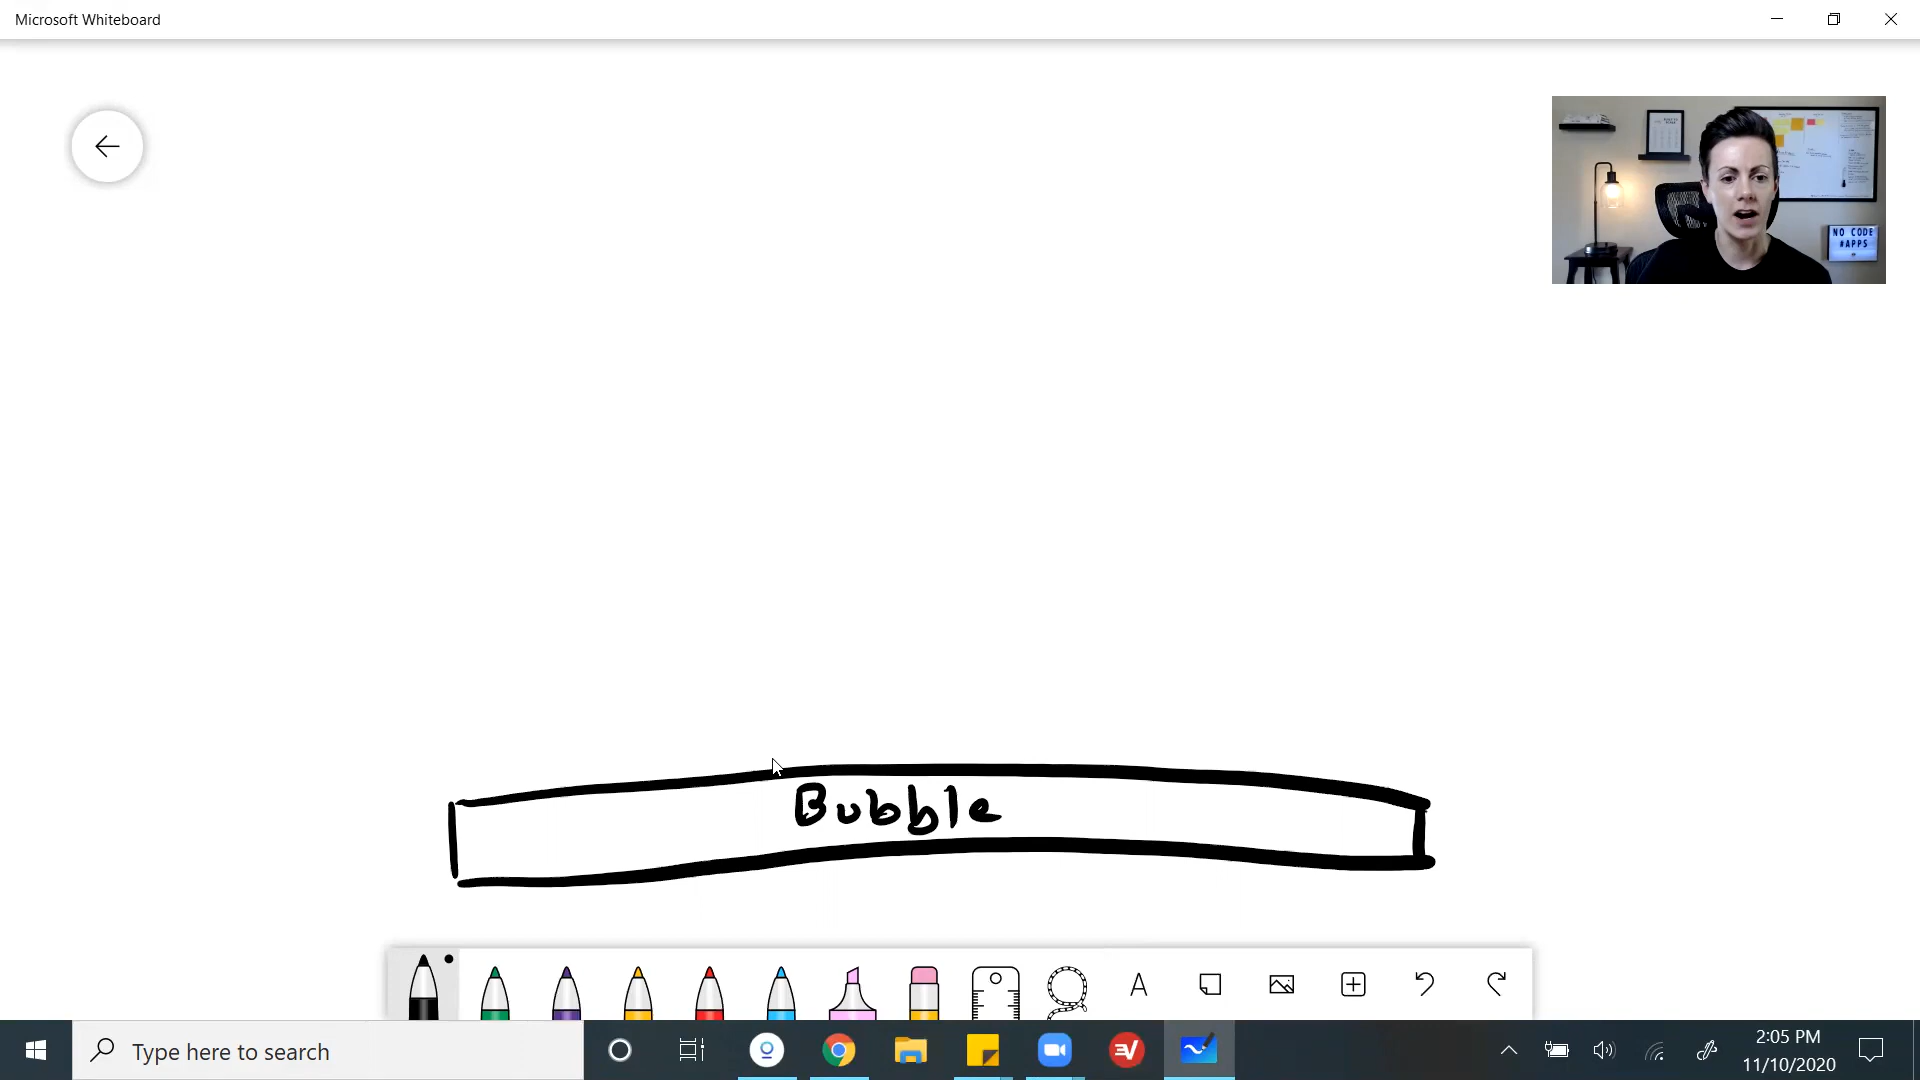 Microsoft Whiteboard
NO CODE
#APPS
Bubble
A
Type here to search
2:05 PM
11/10/2020